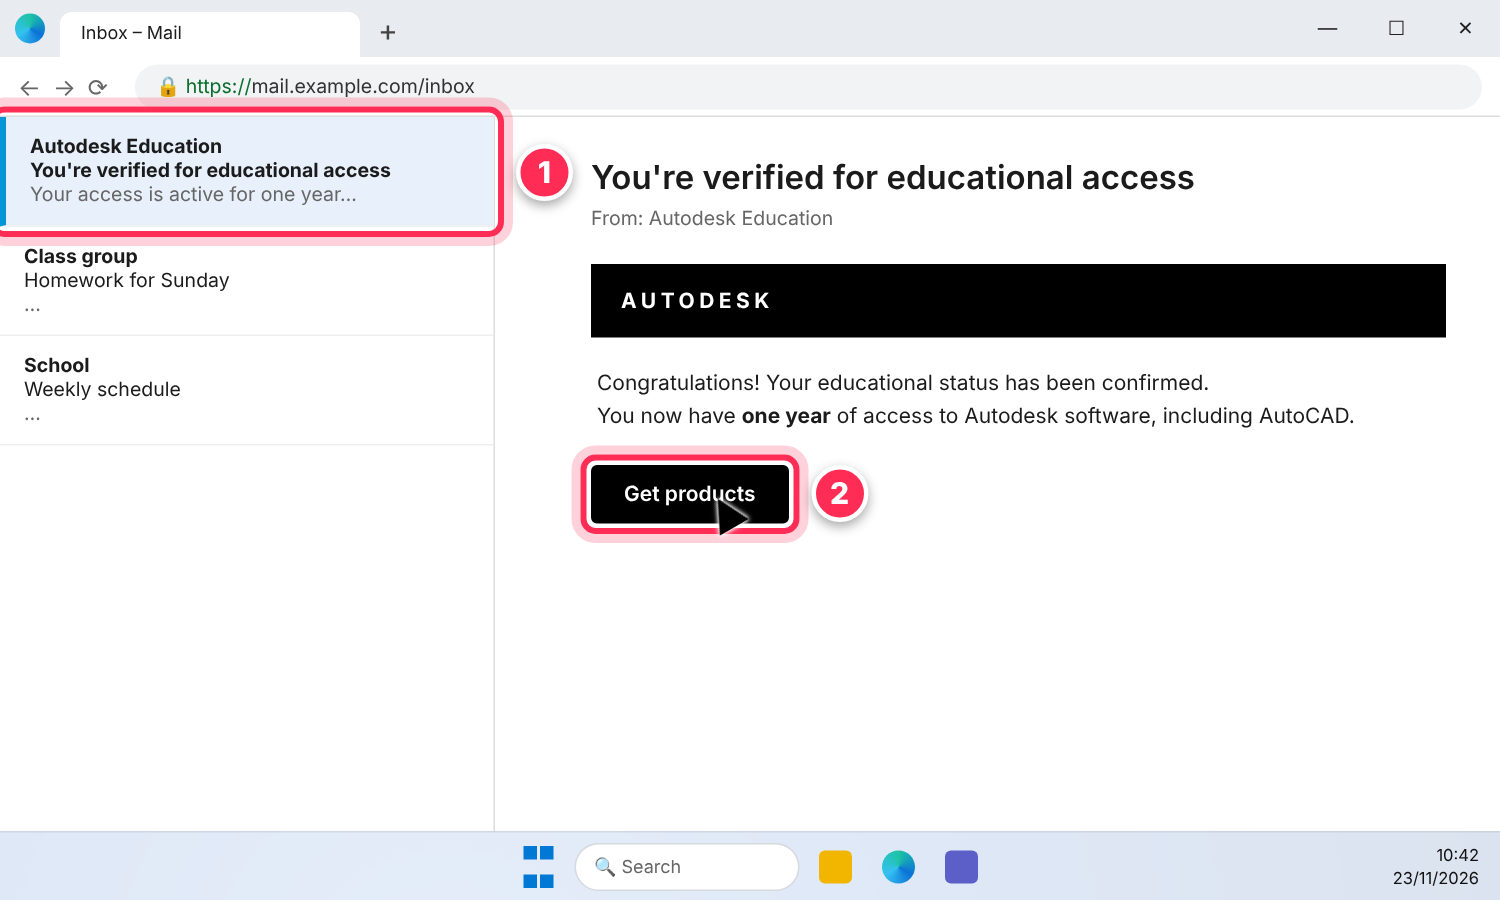 Inbox – Mail
https://mail.example.com/inbox
Autodesk Education
You're verified for educational access
Your access is active for one year...
Class group
Homework for Sunday
...
School
Weekly schedule
...
1
You're verified for educational access
From: Autodesk Education
AUTODESK
Congratulations! Your educational status has been confirmed.
You now have one year of access to Autodesk software, including AutoCAD.
Get products
2
Search
10:42
23/11/2026